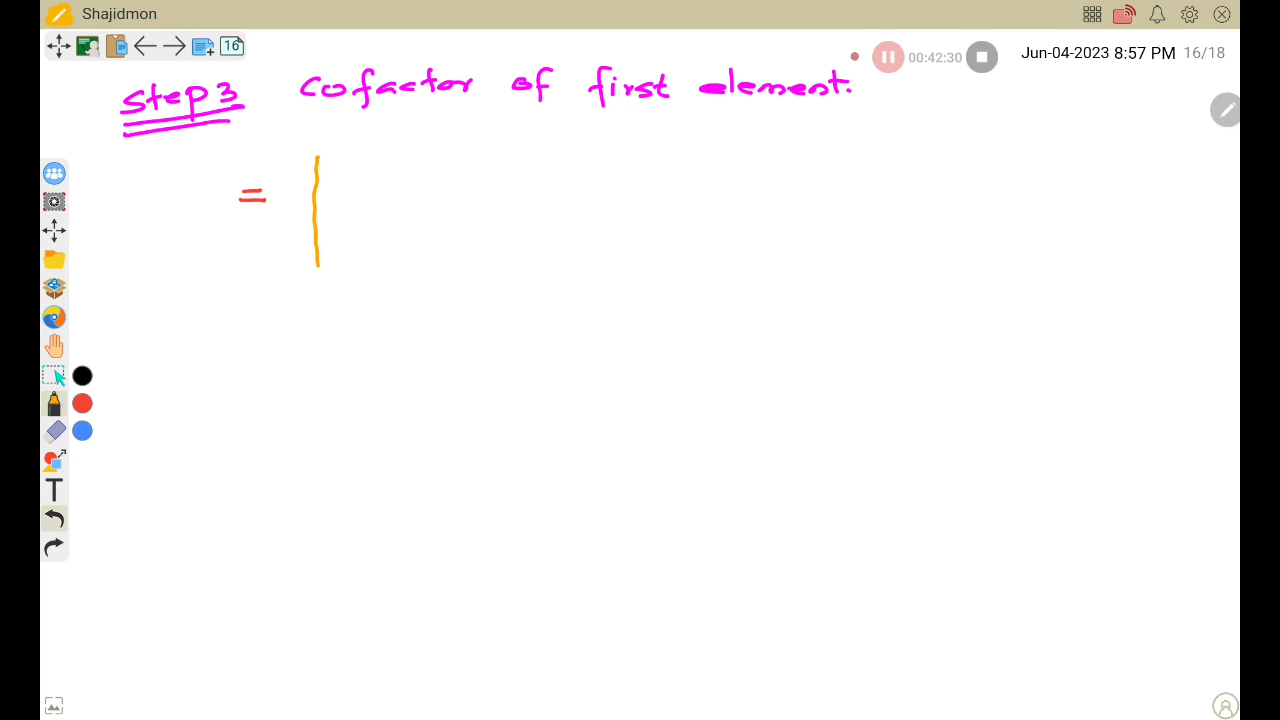 Shajidmon
16
00:42:30
Jun-04-2023 8:57 PM 16/18
Step 3 Cofactor of first element.
=
T